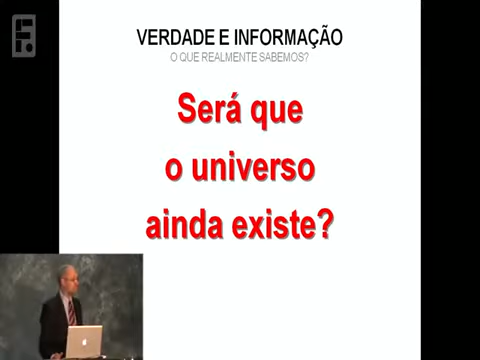 VERDADE E INFORMAÇÃO
O QUE REALMENTE SABEMOS?
Será que
o universo
ainda existe?